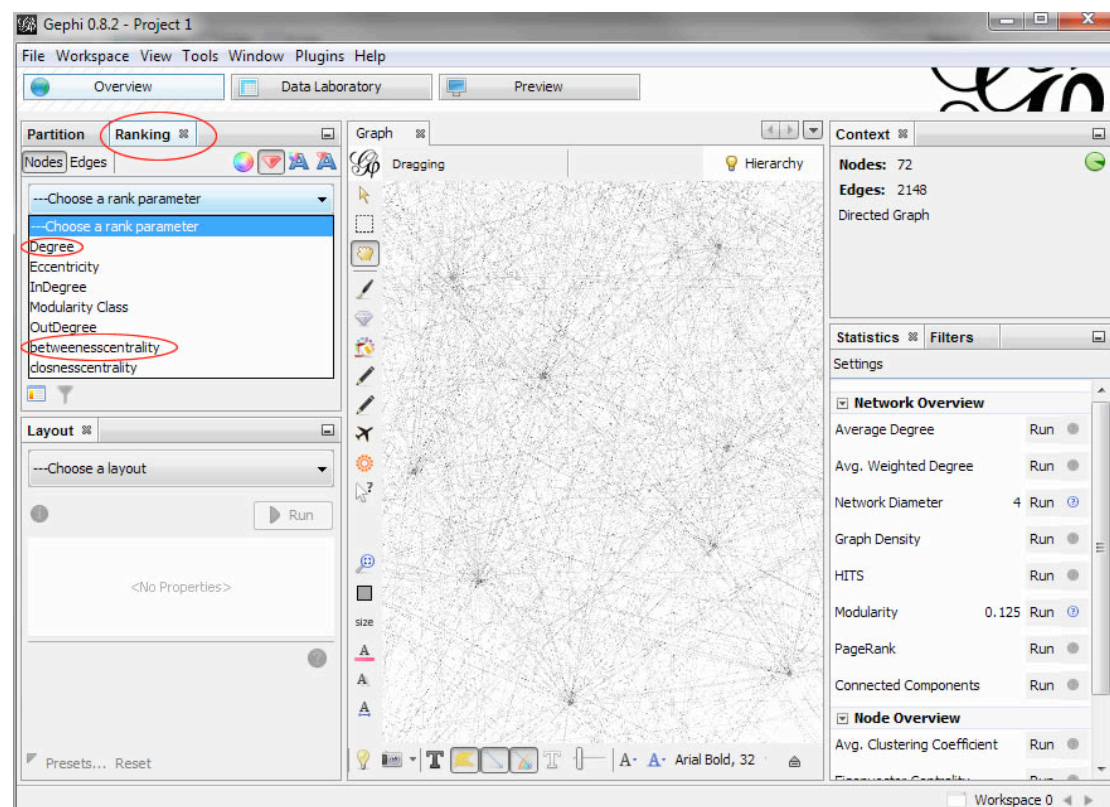 Gephi 0.8.2 - Project 1
File Workspace View Tools Window Plugins Help
Overview
Data Laboratory
Preview
Partition
Ranking
Nodes Edges
---Choose a rank parameter
---Choose a rank parameter
Degree
Eccentricity
InDegree
Modularity Class
OutDegree
betweenesscentrality
closnesscentrality
Layout
---Choose a layout
Run
<No Properties>
Presets... Reset
Graph
Dragging
Hierarchy
size
A
A
A
T
T
A- A- Arial Bold, 32
Context
Nodes: 72
Edges: 2148
Directed Graph
Statistics
Filters
Settings
Network Overview
Average Degree Run
Avg. Weighted Degree Run
Network Diameter 4 Run
Graph Density Run
HITS Run
Modularity 0.125 Run
PageRank Run
Connected Components Run
Node Overview
Avg. Clustering Coefficient Run
Workspace 0